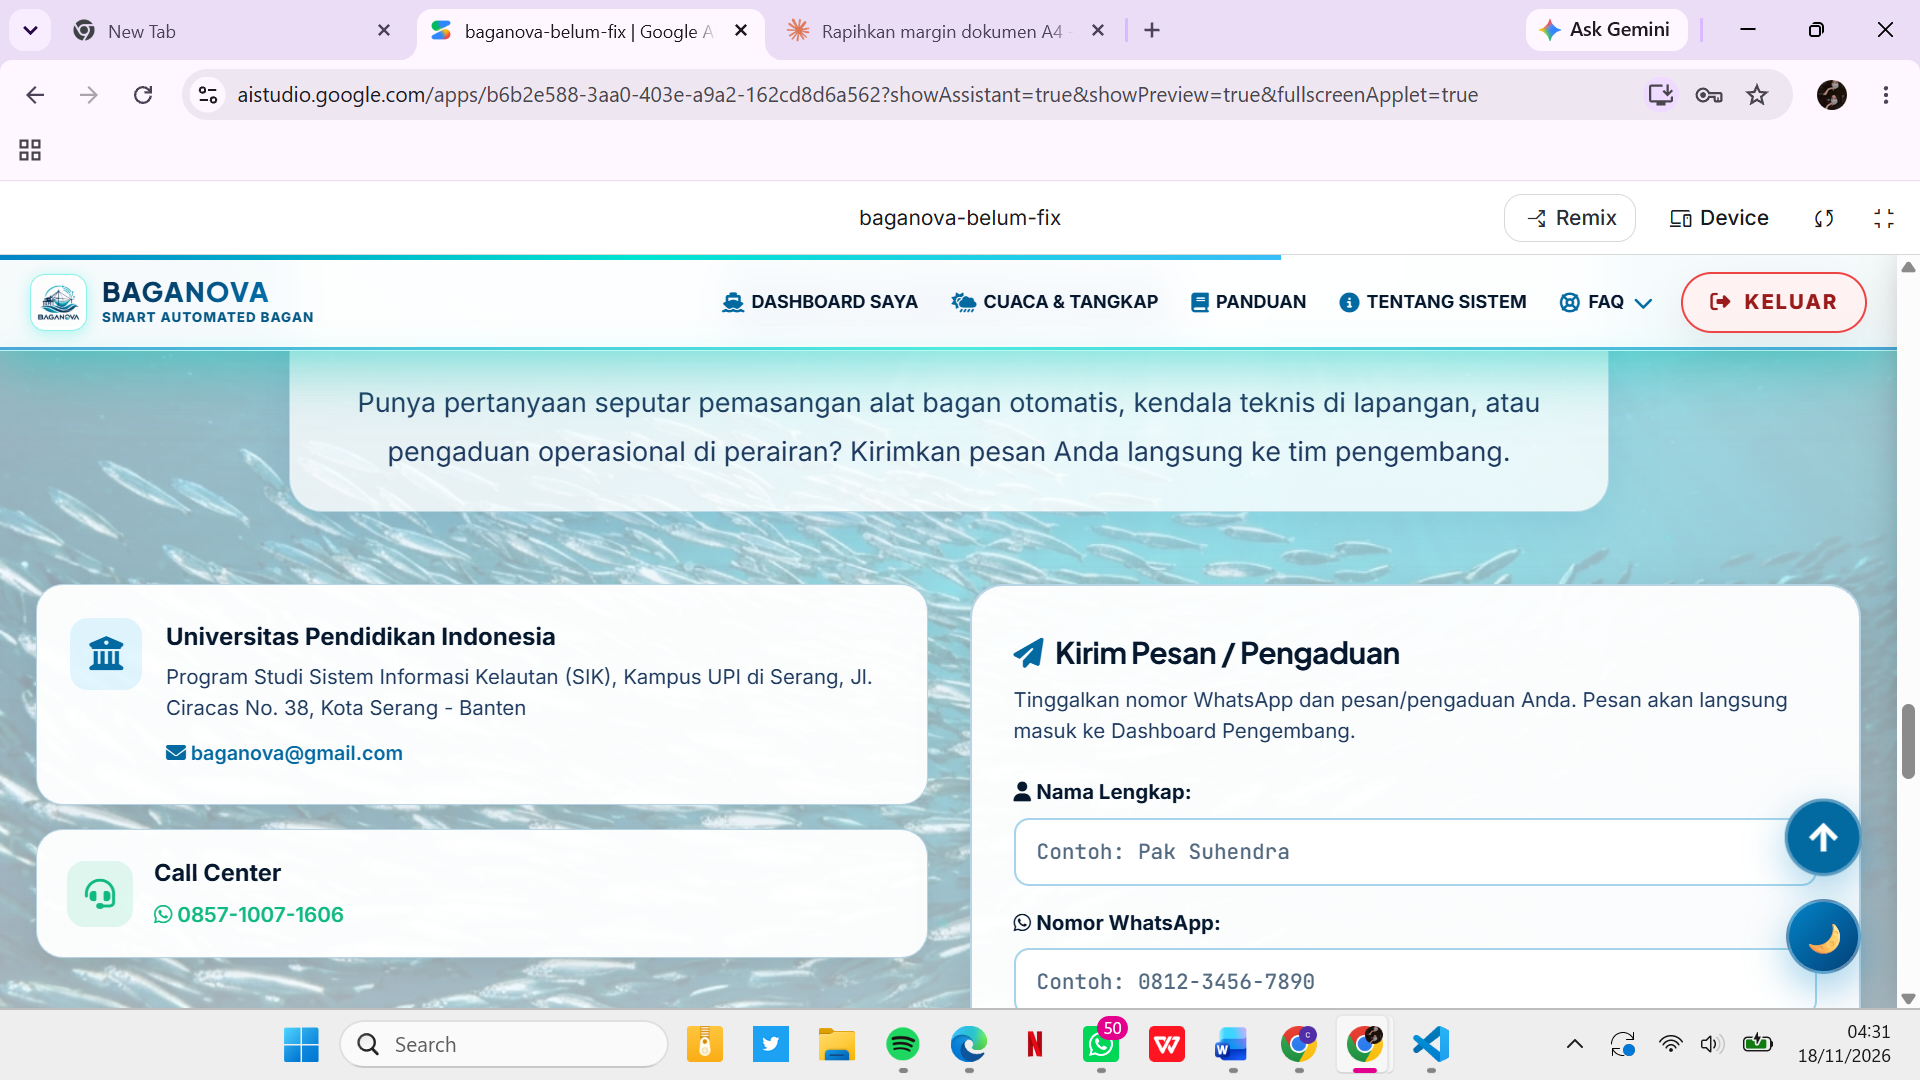 New Tab
baganova-belum-fix | Google A
Rapihkan margin dokumen A4 -
Ask Gemini
aistudio.google.com/apps/b6b2e588-3aa0-403e-a9a2-162cd8d6a562?showAssistant=true&showPreview=true&fullscreenApplet=true
baganova-belum-fix
Remix
Device
BAGANOVA
BAGANOVA
SMART AUTOMATED BAGAN
DASHBOARD SAYA
CUACA & TANGKAP
PANDUAN
TENTANG SISTEM
FAQ
KELUAR
Punya pertanyaan seputar pemasangan alat bagan otomatis, kendala teknis di lapangan, atau
pengaduan operasional di perairan? Kirimkan pesan Anda langsung ke tim pengembang.
Universitas Pendidikan Indonesia
Program Studi Sistem Informasi Kelautan (SIK), Kampus UPI di Serang, Jl.
Ciracas No. 38, Kota Serang - Banten
baganova@gmail.com
Call Center
0857-1007-1606
Kirim Pesan / Pengaduan
Tinggalkan nomor WhatsApp dan pesan/pengaduan Anda. Pesan akan langsung
masuk ke Dashboard Pengembang.
Nama Lengkap:
Contoh: Pak Suhendra
Nomor WhatsApp:
Contoh: 0812-3456-7890
Search
50
04:31
18/11/2026